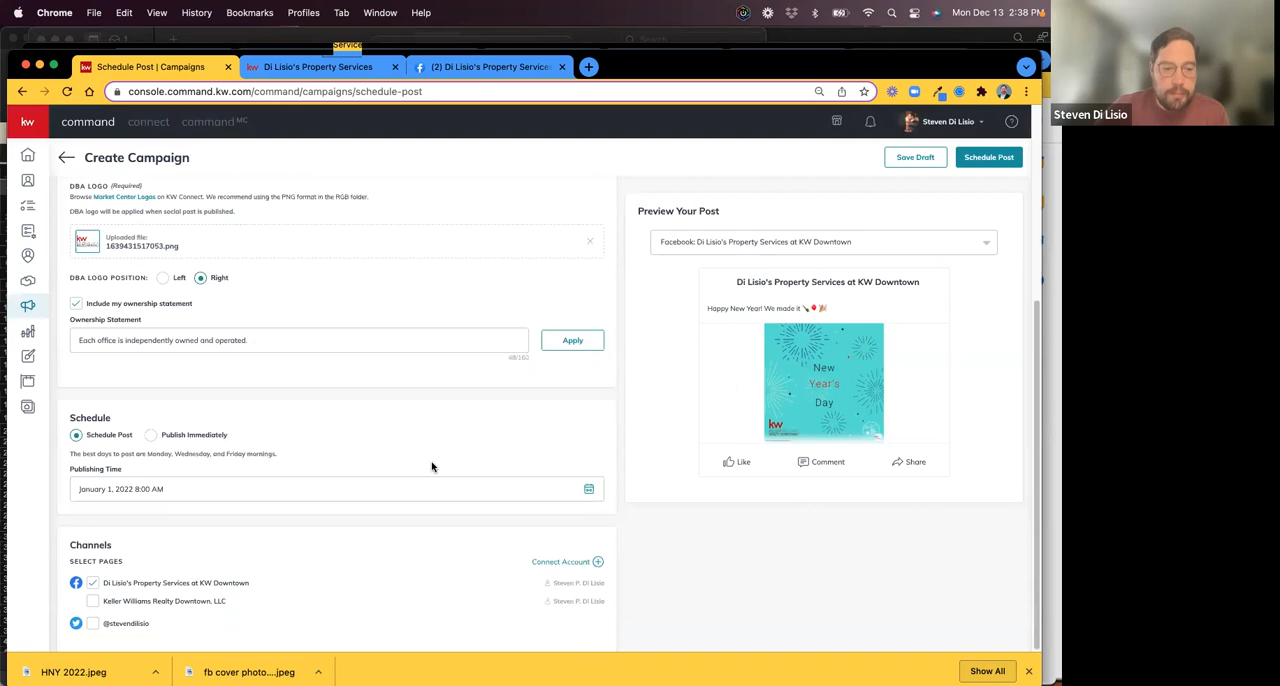 Chrome File Edit View History Bookmarks Profiles Tab Window Help Mon Dec 13 2:38 PM
Search
Service
Schedule Post | Campaigns Di Lisio's Property Services (2) Di Lisio's Property Services
console.command.kw.com/command/campaigns/schedule-post
kw command connect command MC Steven Di Lisio
Steven Di Lisio
Create Campaign Save Draft Schedule Post
DBA LOGO (Required)
Browse Market Center Logos on KW Connect. We recommend using the PNG format in the RGB folder.
DBA logo will be applied when social post is published.
kw
Uploaded file:
1639431517053.png
DBA LOGO POSITION: Left Right
Include my ownership statement
Ownership Statement
Each office is independently owned and operated.
Apply
48/160
Schedule
Schedule Post Publish Immediately
The best days to post are Monday, Wednesday, and Friday mornings.
Publishing Time
January 1, 2022 8:00 AM
Channels
SELECT PAGES Connect Account
Di Lisio's Property Services at KW Downtown Steven P. Di Lisio
Keller Williams Realty Downtown, LLC Steven P. Di Lisio
@stevendilisio
Preview Your Post
Facebook: Di Lisio's Property Services at KW Downtown
Di Lisio's Property Services at KW Downtown
Happy New Year! We made it 🍾🎈🎉
New
Year's
Day
kw
Like Comment Share
HNY 2022.jpeg fb cover photo....jpeg Show All